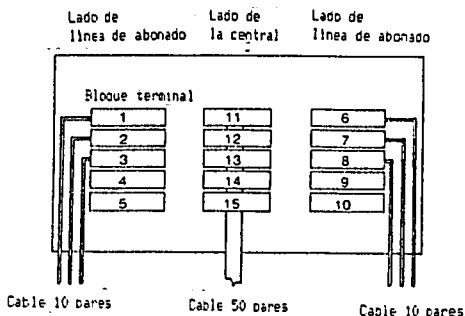 Lado de
línea de abonado
Lado de
la central
Lado de
línea de abonado
Bloque terminal
1
2
3
4
5
11
12
13
14
15
6
7
8
9
10
Cable 10 pares
Cable 50 pares
Cable 10 pares